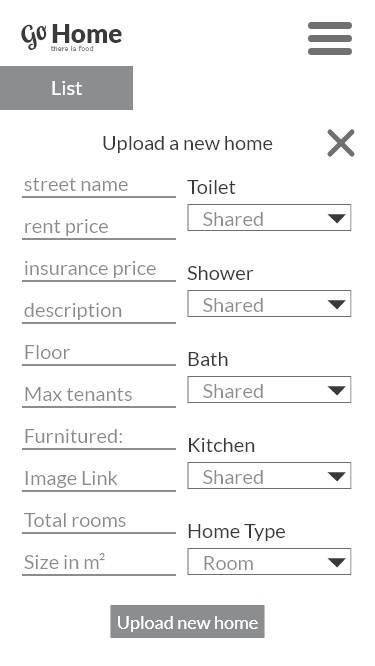 Go Home
there is food
List
Upload a new home
street name
rent price
insurance price
description
Floor
Max tenants
Furnitured:
Image Link
Total rooms
Size in m²
Toilet
Shared
Shower
Shared
Bath
Shared
Kitchen
Shared
Home Type
Room
Upload new home